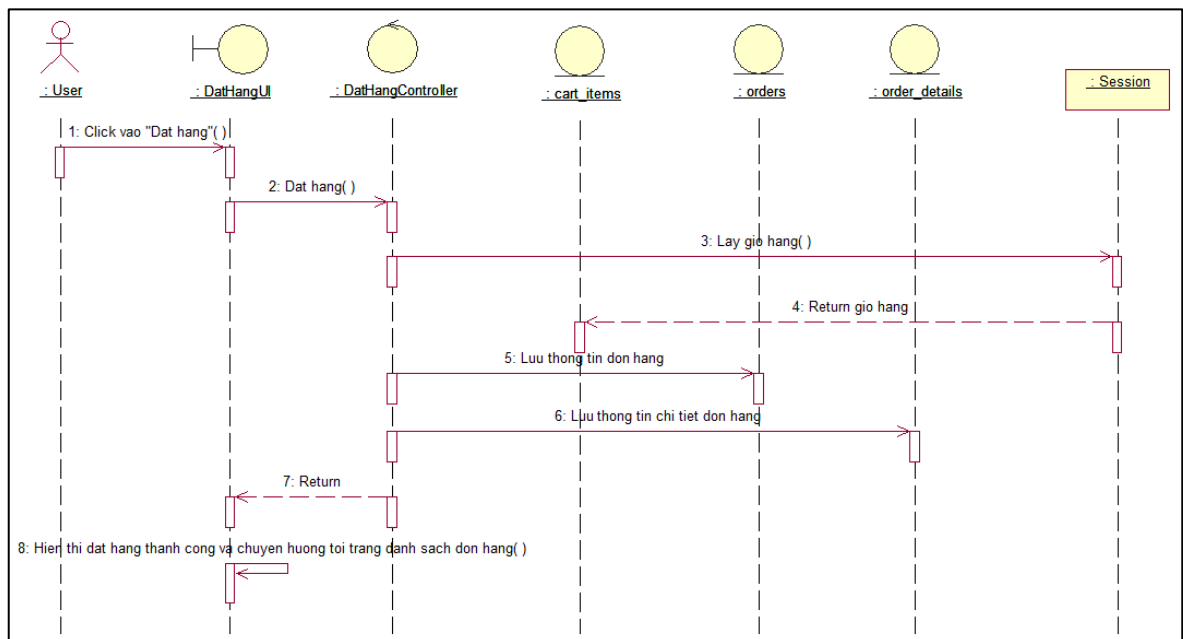 : User
: DatHangUI
: DatHangController
: cart_items
: orders
: order_details
: Session
1: Click vao "Dat hang"( )
2: Dat hang( )
3: Lay gio hang( )
4: Return gio hang
5: Luu thong tin don hang
6: Luu thong tin chi tiet don hang
7: Return
8: Hien thi dat hang thanh cong va chuyen huong toi trang danh sach don hang( )